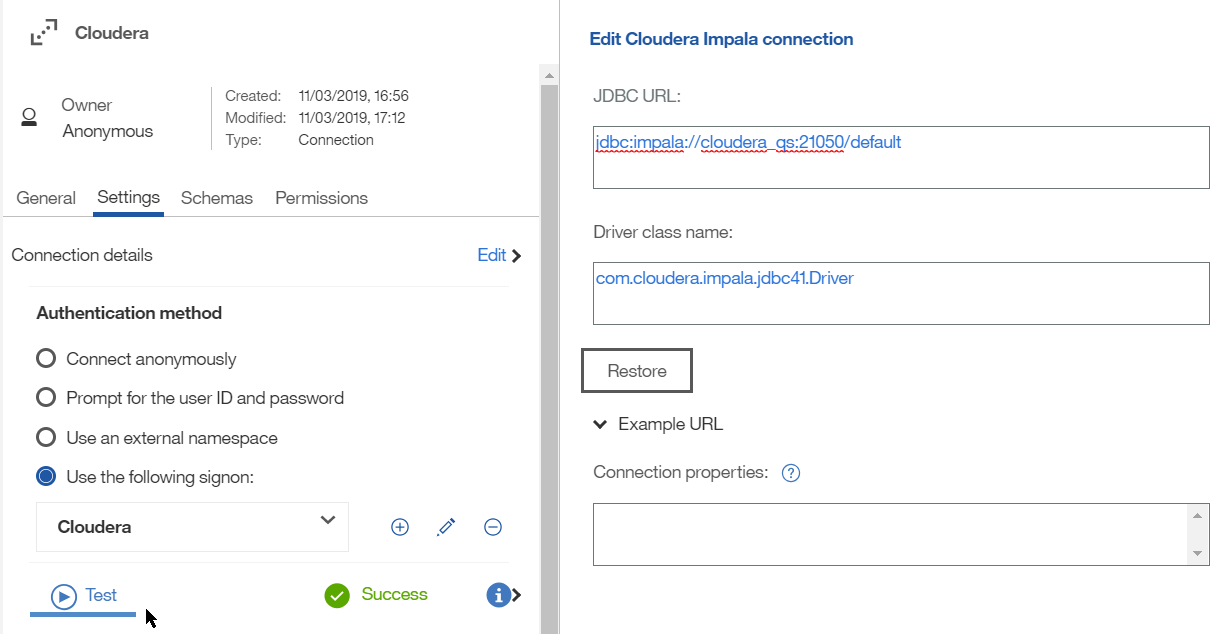 Cloudera
Owner
Anonymous
Created: 11/03/2019, 16:56
Modified: 11/03/2019, 17:12
Type: Connection
General Settings Schemas Permissions
Connection details Edit
Authentication method
Connect anonymously
Prompt for the user ID and password
Use an external namespace
Use the following signon:
Cloudera
Test Success
Edit Cloudera Impala connection
JDBC URL:
jdbc:impala://cloudera_qs:21050/default
Driver class name:
com.cloudera.impala.jdbc41.Driver
Restore
Example URL
Connection properties: ?